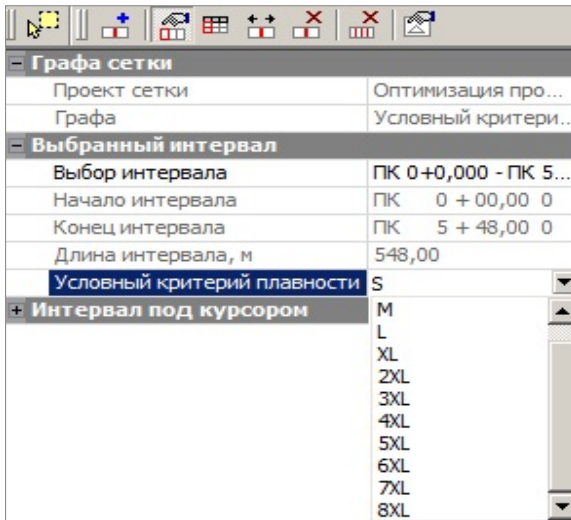 Графа сетки
Проект сетки Оптимизация про...
Графа Условный критери...
Выбранный интервал
Выбор интервала ПК 0+0,000 - ПК 5...
Начало интервала ПК 0 + 00,00 0
Конец интервала ПК 5 + 48,00 0
Длина интервала, м 548,00
Условный критерий плавности S
Интервал под курсором
M
L
XL
2XL
3XL
4XL
5XL
6XL
7XL
8XL